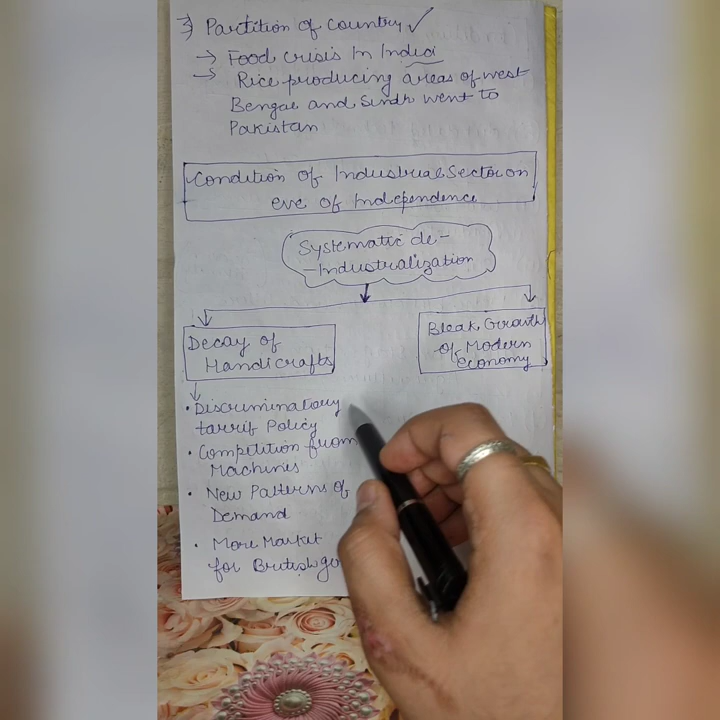 3) Partition of Country ✓
→ Food crisis In India
→ Rice producing areas of west
Bengal and Sindh went to
Pakistan
Condition of Industrial Sector on
eve of Independence
Systematic de-
-Industralization
Decay of
Handicrafts
Bleak Growth
Of Modern
economy
• Discriminatory
tarrif Policy
• Competition from
Machines
• New Patterns of
Demand
• More Market
for British